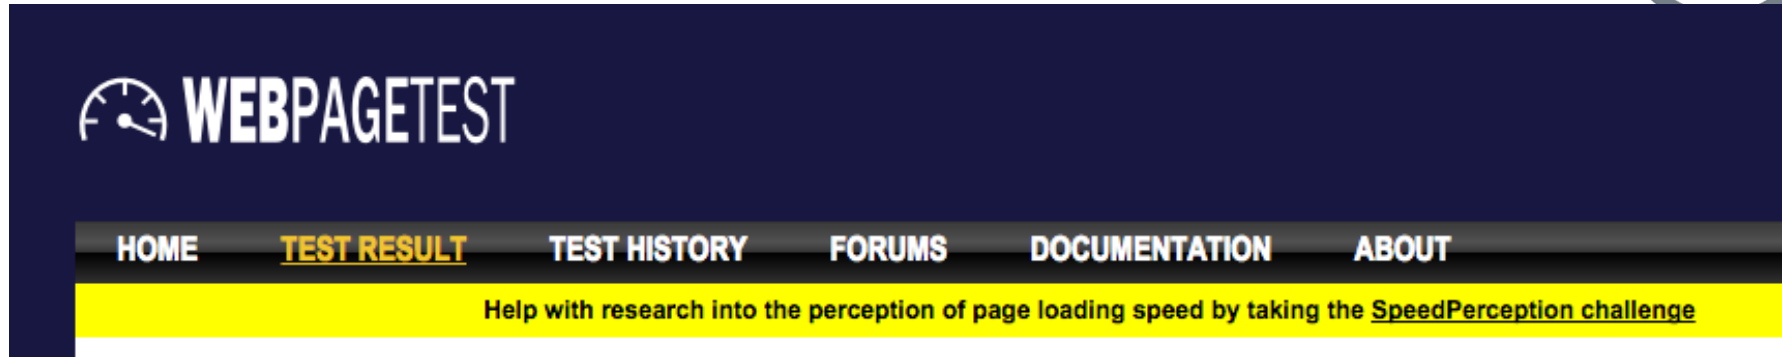 WEBPAGETEST
HOME TEST RESULT TEST HISTORY FORUMS DOCUMENTATION ABOUT
Help with research into the perception of page loading speed by taking the SpeedPerception challenge